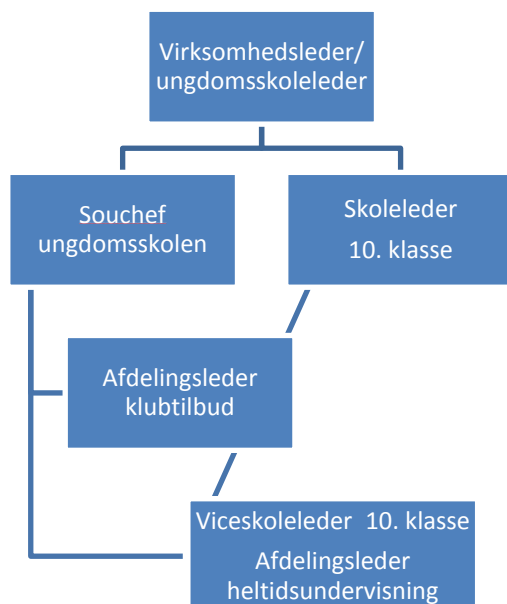 Virksomhedsleder/
ungdomsskoleleder
Souchef
ungdomsskolen
Skoleleder
10. klasse
Afdelingsleder
klubtilbud
Viceskoleleder 10. klasse
Afdelingsleder
heltidsundervisning